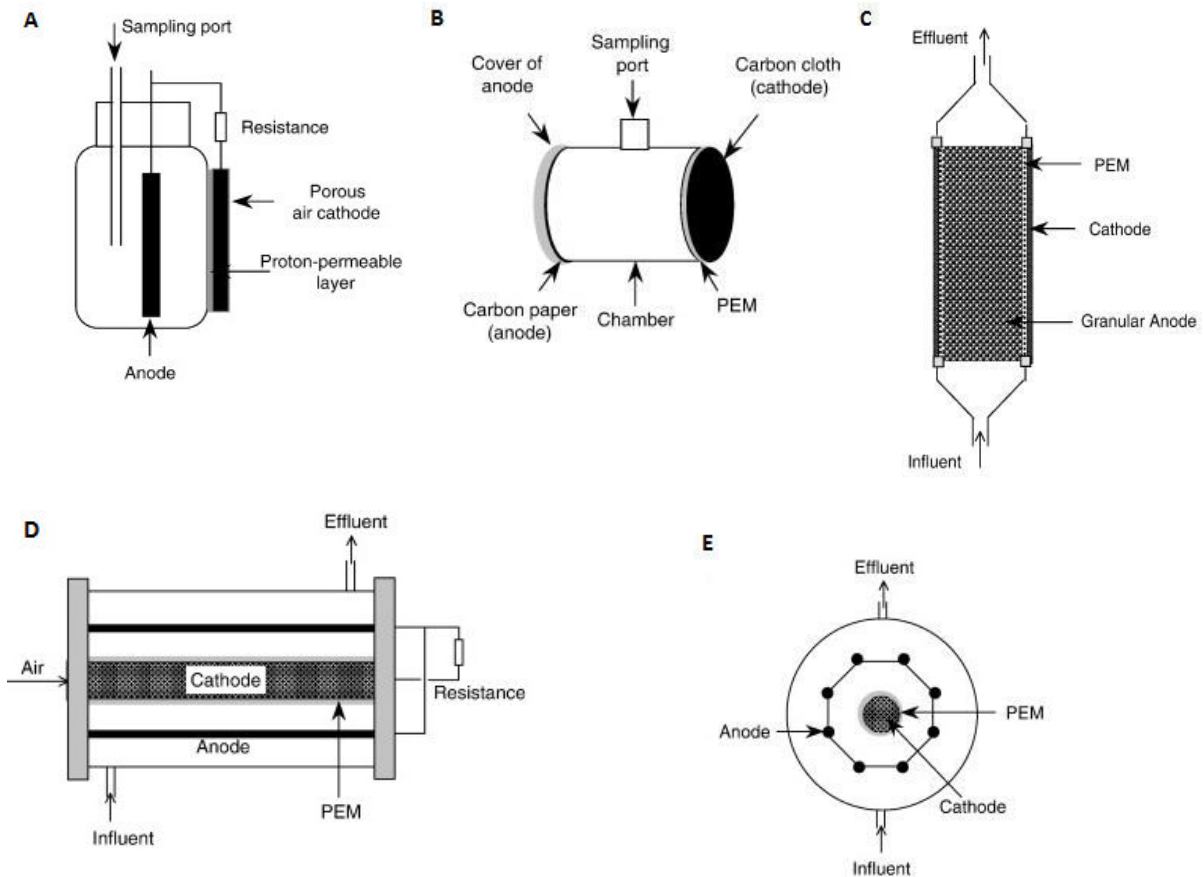 A
Sampling port
Resistance
Porous
air cathode
Proton-permeable
layer
Anode
B
Sampling
port
Cover of
anode
Carbon cloth
(cathode)
Carbon paper
(anode)
Chamber
PEM
C
Effluent
PEM
Cathode
Granular Anode
Influent
D
Effluent
Air
Cathode
Resistance
Anode
PEM
Influent
E
Effluent
Anode
PEM
Cathode
Influent